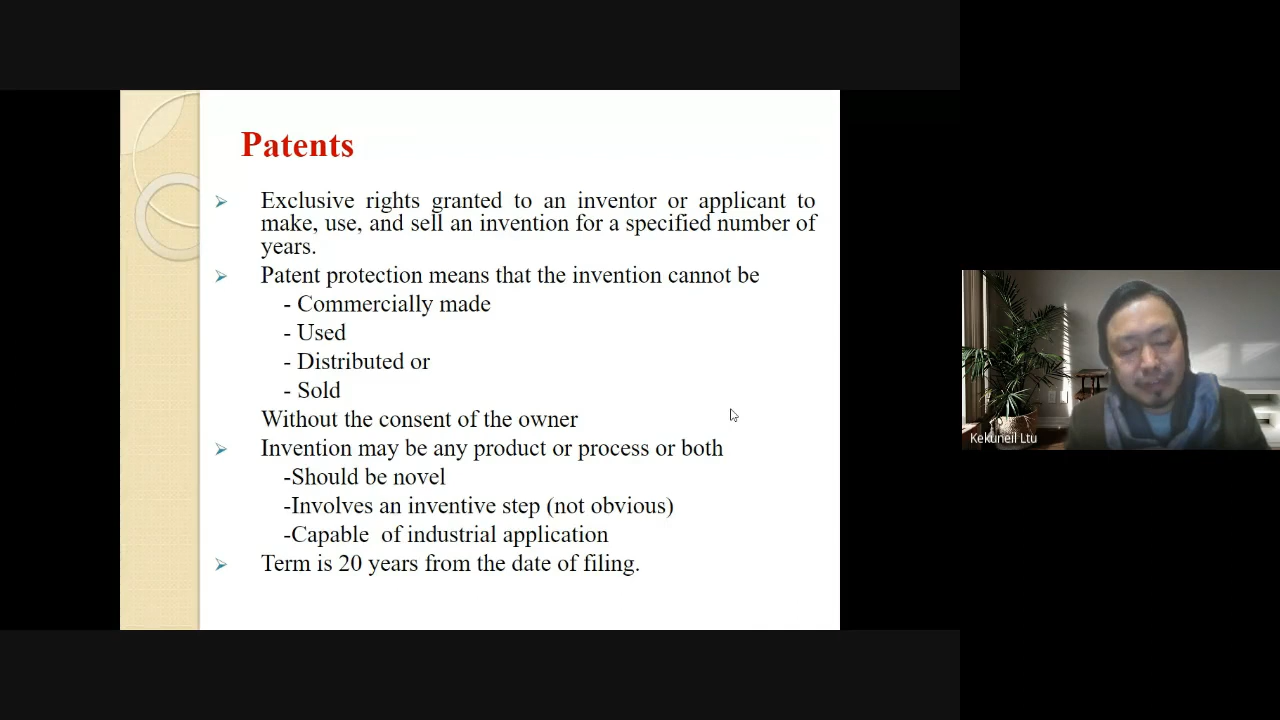 Patents
Exclusive rights granted to an inventor or applicant to
make, use, and sell an invention for a specified number of
years.
Patent protection means that the invention cannot be
- Commercially made
- Used
- Distributed or
- Sold
Without the consent of the owner
Invention may be any product or process or both
-Should be novel
-Involves an inventive step (not obvious)
-Capable of industrial application
Term is 20 years from the date of filing.
Kekuneil Ltu